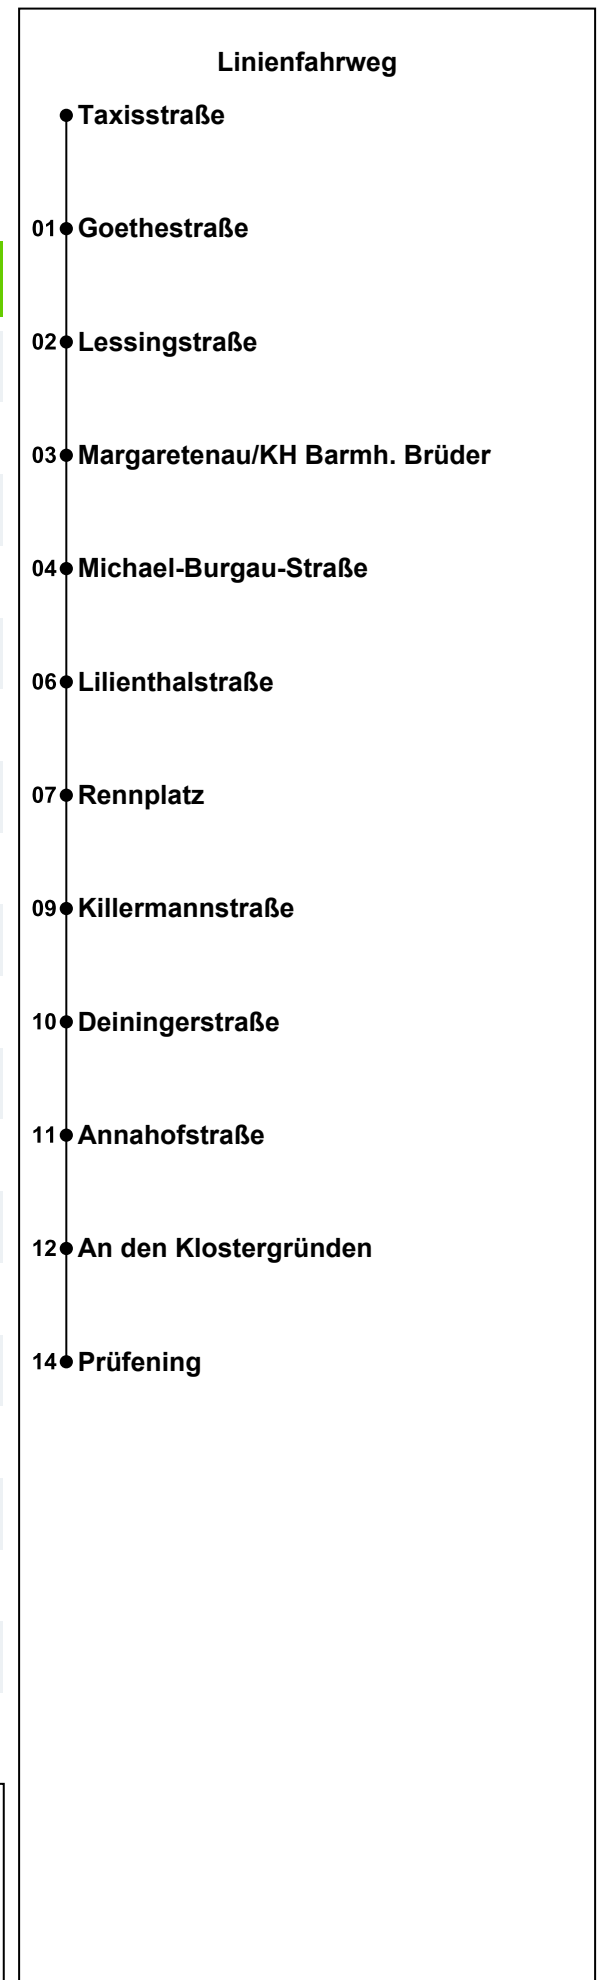 Linienfahrweg
Taxisstraße
01 Goethestraße
02 Lessingstraße
03 Margaretenau/KH Barmh. Brüder
04 Michael-Burgau-Straße
06 Lilienthalstraße
07 Rennplatz
09 Killermannstraße
10 Deiningerstraße
11 Annahofstraße
12 An den Klostergründen
14 Prüfening